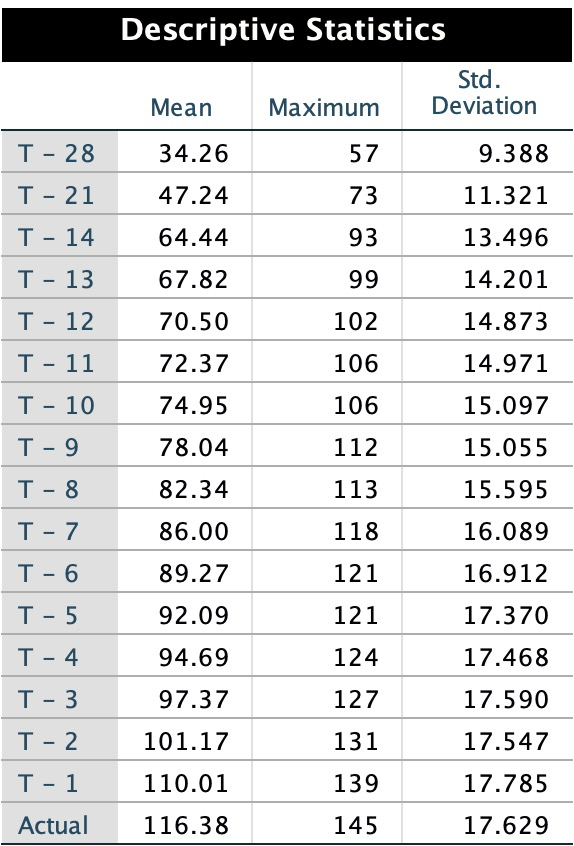 Descriptive Statistics
Mean Maximum Std. Deviation
T – 28 34.26 57 9.388
T – 21 47.24 73 11.321
T – 14 64.44 93 13.496
T – 13 67.82 99 14.201
T – 12 70.50 102 14.873
T – 11 72.37 106 14.971
T – 10 74.95 106 15.097
T – 9 78.04 112 15.055
T – 8 82.34 113 15.595
T – 7 86.00 118 16.089
T – 6 89.27 121 16.912
T – 5 92.09 121 17.370
T – 4 94.69 124 17.468
T – 3 97.37 127 17.590
T – 2 101.17 131 17.547
T – 1 110.01 139 17.785
Actual 116.38 145 17.629